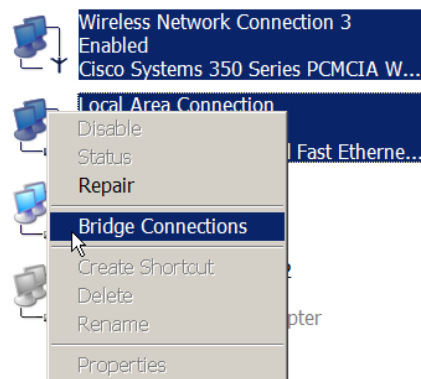 Wireless Network Connection 3
Enabled
Cisco Systems 350 Series PCMCIA W...
Local Area Connection
Disable
Status
Fast Etherne...
Repair
Bridge Connections
Create Shortcut
2
Delete
Rename
pter
Properties